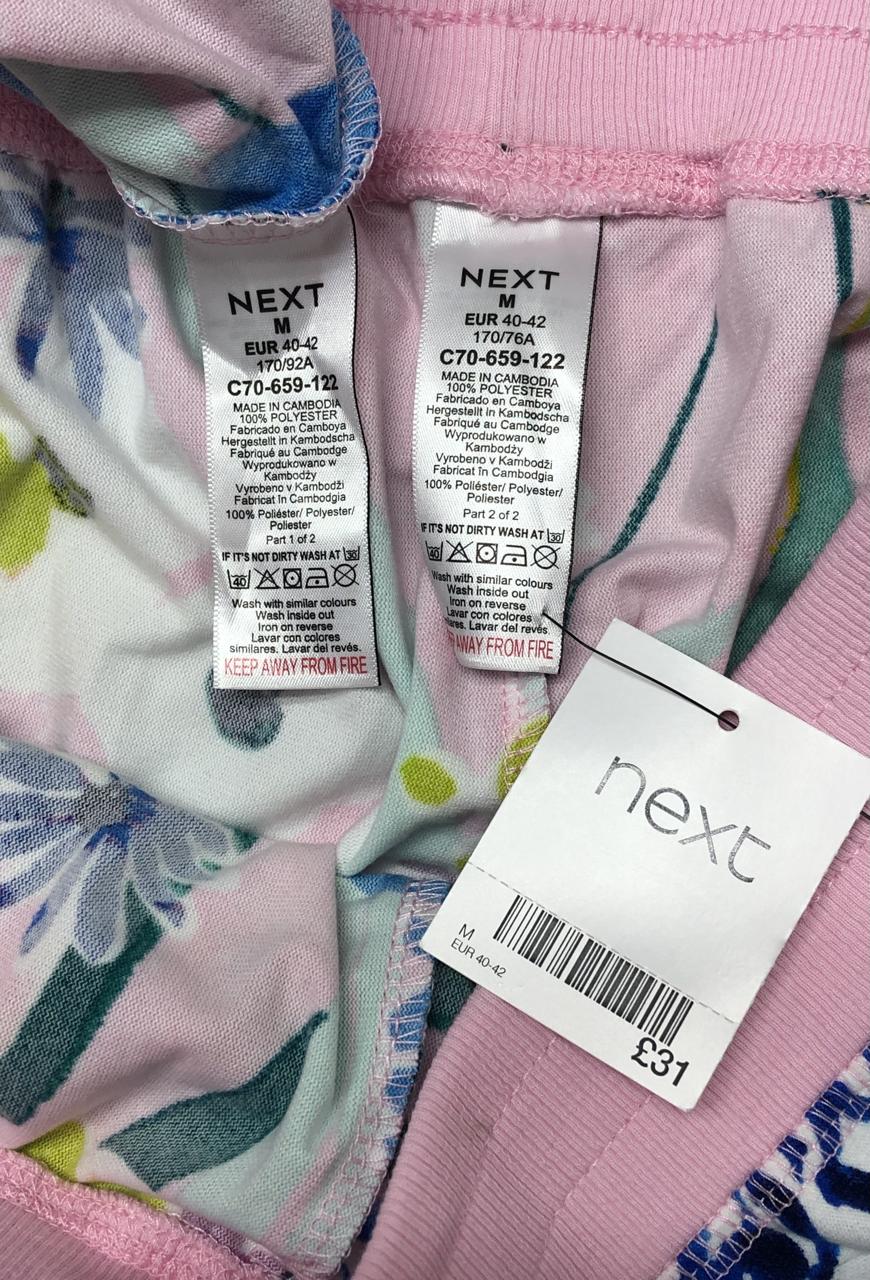 NEXT
M
EUR 40-42
170/92A
C70-659-122
MADE IN CAMBODIA
100% POLYESTER
Fabricado en Camboya
Hergestellt in Kambodscha
Fabriqué au Cambodge
Wyprodukowano w
Kambodży
Vyrobeno v Kambodži
Fabricat în Cambodgia
100% Poliéster/ Polyester/
Poliester
Part 1 of 2
IF IT'S NOT DIRTY WASH AT 30
40
Wash with similar colours
Wash inside out
Iron on reverse
Lavar con colores
similares. Lavar del revés.
KEEP AWAY FROM FIRE
NEXT
M
EUR 40-42
170/76A
C70-659-122
MADE IN CAMBODIA
100% POLYESTER
Fabricado en Camboya
Hergestellt in Kambodscha
Fabriqué au Cambodge
Wyprodukowano w
Kambodży
Vyrobeno v Kambodži
Fabricat în Cambodgia
100% Poliéster/ Polyester/
Poliester
Part 2 of 2
IF IT'S NOT DIRTY WASH AT 30
40
Wash with similar colours
Wash inside out
Iron on reverse
Lavar con colores
Lavar del revés.
AWAY FROM FIRE
next
M
EUR 40-42
£31